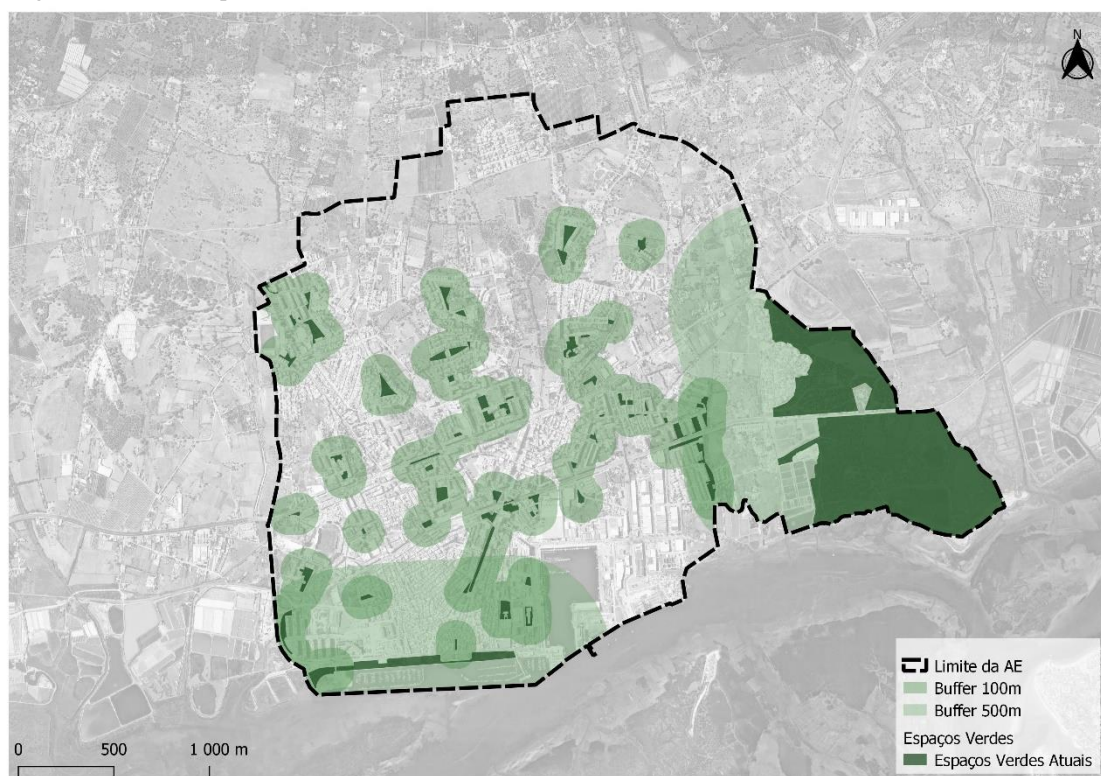 N
Limite da AE
Buffer 100m
Buffer 500m
Espaços Verdes
Espaços Verdes Atuais
0 500 1 000 m